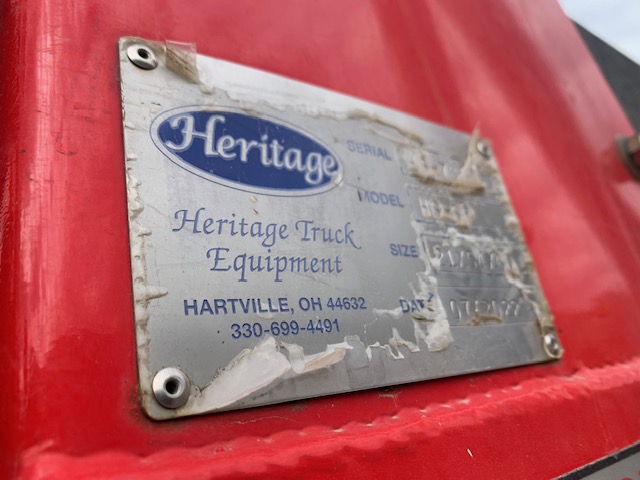 Heritage
Heritage Truck
Equipment
HARTVILLE, OH 44632
330-699-4491
SERIAL
MODEL
SIZE
DATE